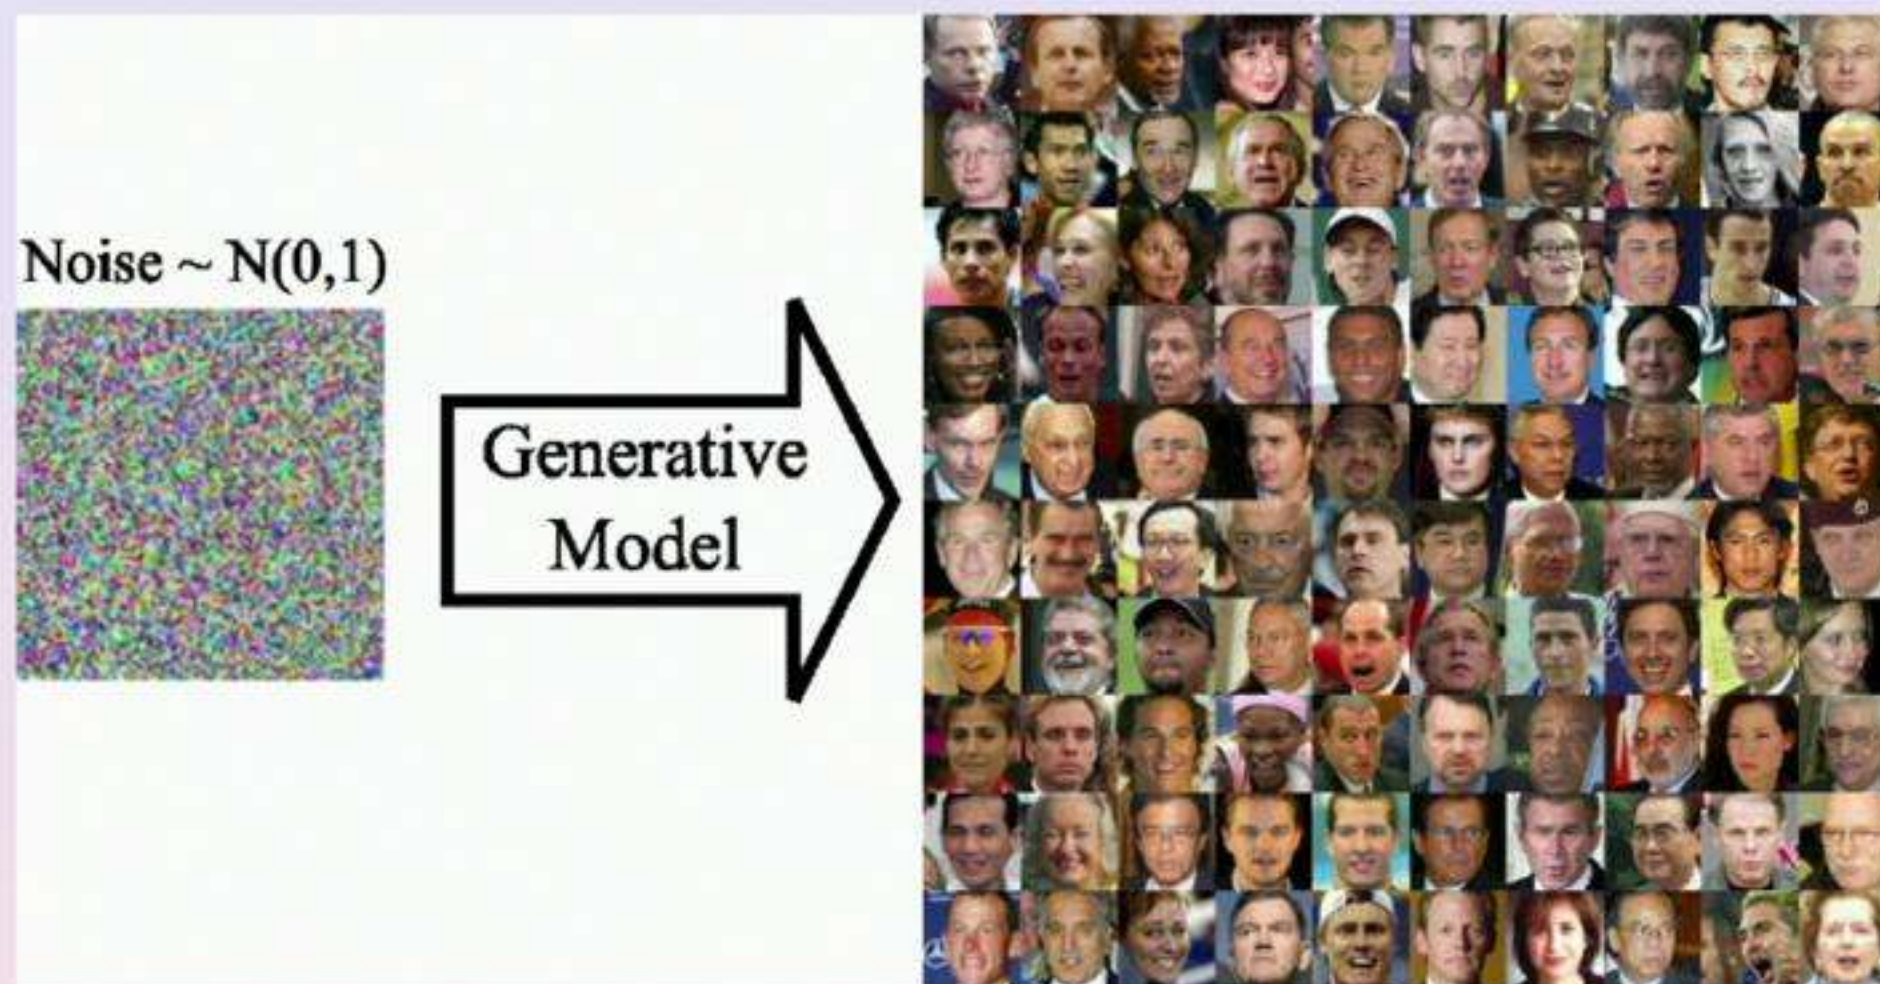 Noise ~ N(0,1)
Generative
Model